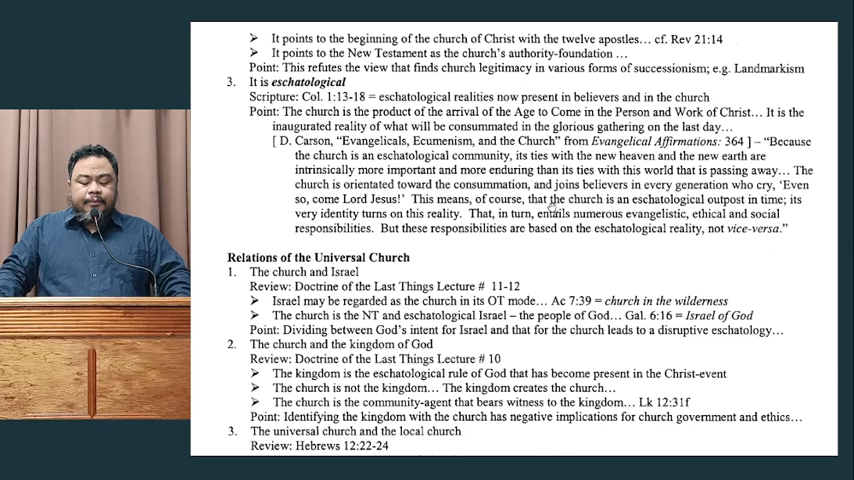 ➢ It points to the beginning of the church of Christ with the twelve apostles… cf. Rev 21:14
➢ It points to the New Testament as the church's authority-foundation …
Point: This refutes the view that finds church legitimacy in various forms of successionism; e.g. Landmarkism
3. It is eschatological
Scripture: Col. 1:13-18 = eschatological realities now present in believers and in the church
Point: The church is the product of the arrival of the Age to Come in the Person and Work of Christ… It is the
inaugurated reality of what will be consummated in the glorious gathering on the last day…
[ D. Carson, "Evangelicals, Ecumenism, and the Church" from Evangelical Affirmations: 364 ] – "Because
the church is an eschatological community, its ties with the new heaven and the new earth are
intrinsically more important and more enduring than its ties with this world that is passing away… The
church is orientated toward the consummation, and joins believers in every generation who cry, 'Even
so, come Lord Jesus!' This means, of course, that the church is an eschatological outpost in time; its
very identity turns on this reality. That, in turn, entails numerous evangelistic, ethical and social
responsibilities. But these responsibilities are based on the eschatological reality, not vice-versa."
Relations of the Universal Church
1. The church and Israel
Review: Doctrine of the Last Things Lecture # 11-12
➢ Israel may be regarded as the church in its OT mode… Ac 7:39 = church in the wilderness
➢ The church is the NT and eschatological Israel – the people of God… Gal. 6:16 = Israel of God
Point: Dividing between God's intent for Israel and that for the church leads to a disruptive eschatology…
2. The church and the kingdom of God
Review: Doctrine of the Last Things Lecture # 10
➢ The kingdom is the eschatological rule of God that has become present in the Christ-event
➢ The church is not the kingdom… The kingdom creates the church…
➢ The church is the community-agent that bears witness to the kingdom… Lk 12:31f
Point: Identifying the kingdom with the church has negative implications for church government and ethics…
3. The universal church and the local church
Review: Hebrews 12:22-24